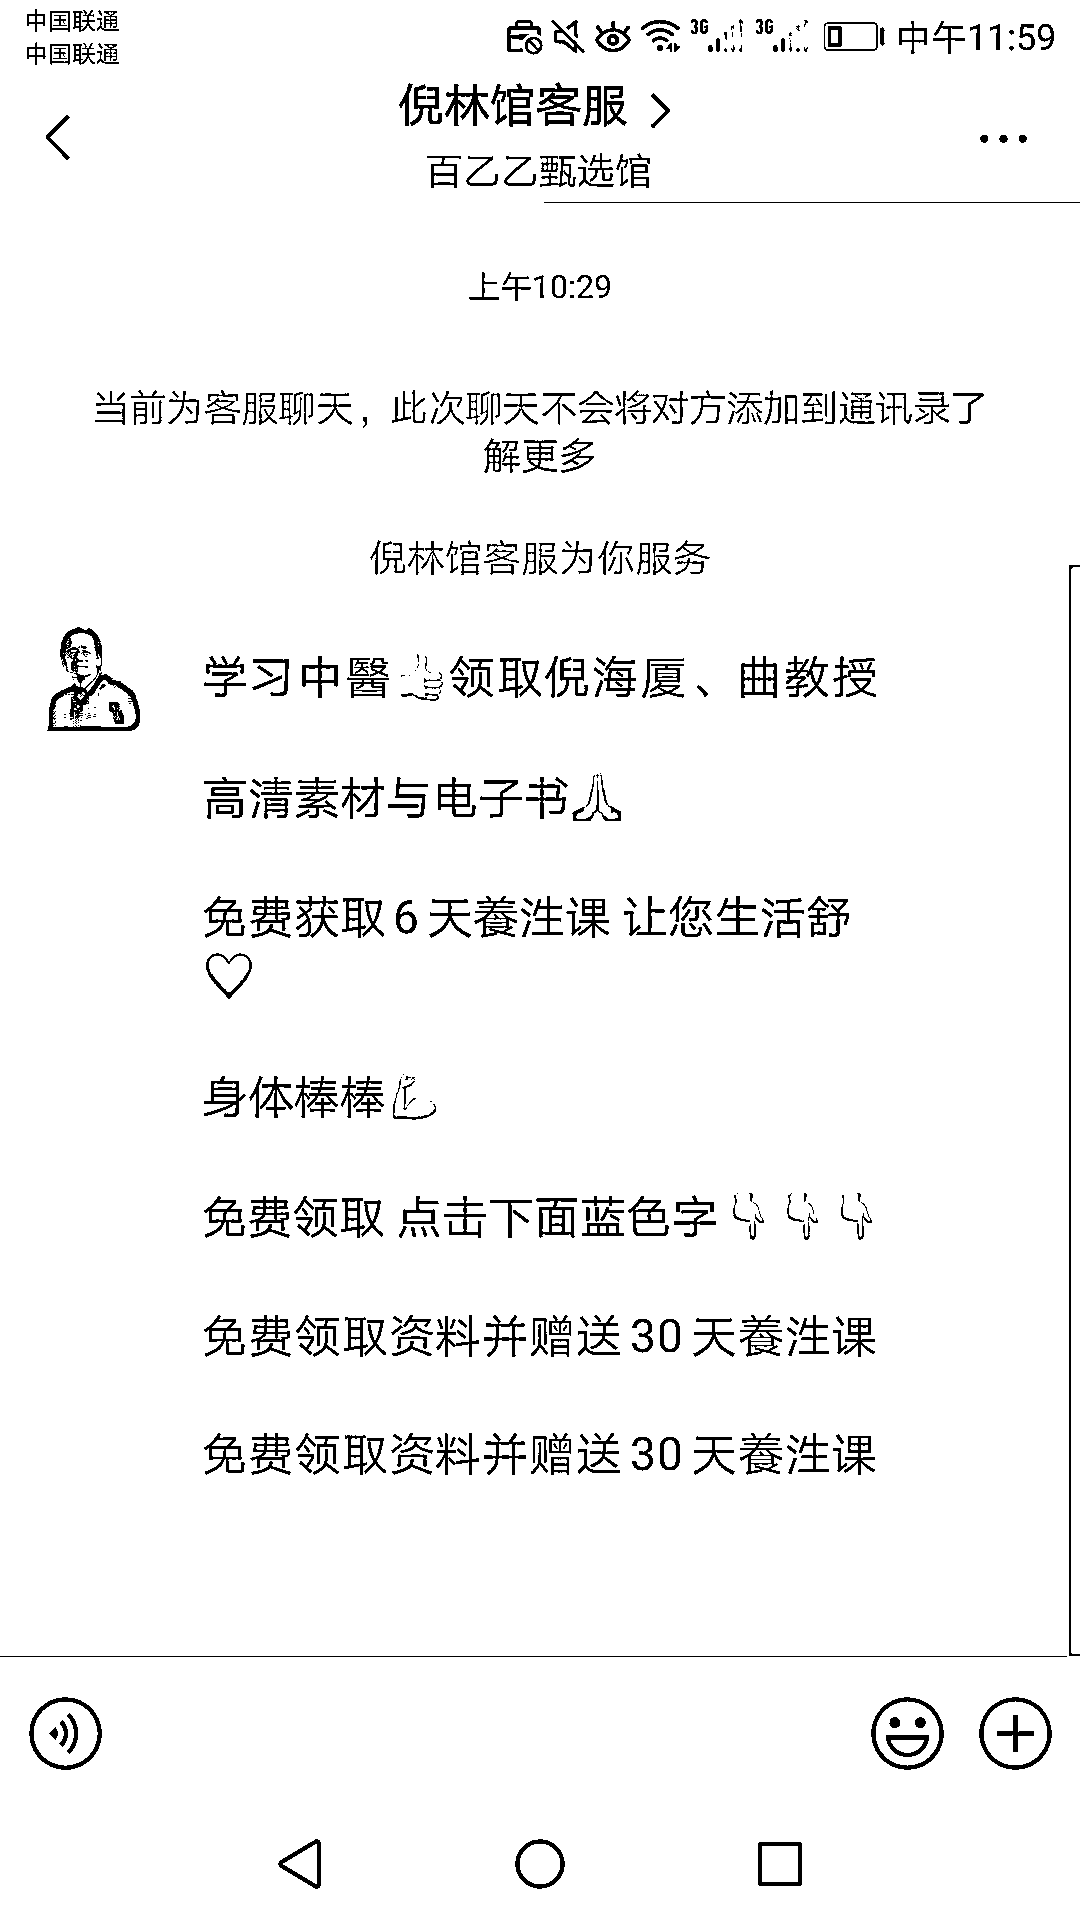 中国联通
中国联通
3G 3G 中午11:59
倪林馆客服
百乙乙甄选馆
上午10:29
当前为客服聊天，此次聊天不会将对方添加到通讯录了
解更多
倪林馆客服为你服务
学习中醫👍领取倪海厦、曲教授
高清素材与电子书🙏
免费获取6天養泩课 让您生活舒
♡
身体棒棒💪
免费领取 点击下面蓝色字👇👇👇
免费领取资料并赠送30天養泩课
免费领取资料并赠送30天養泩课